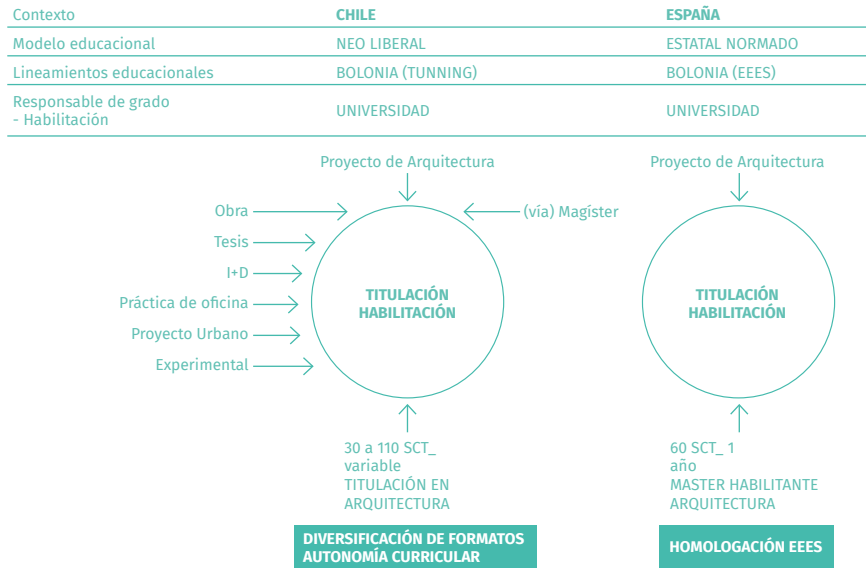 Contexto CHILE ESPAÑA
Modelo educacional NEO LIBERAL ESTATAL NORMADO
Lineamientos educacionales BOLONIA (TUNNING) BOLONIA (EEES)
Responsable de grado
- Habilitación UNIVERSIDAD UNIVERSIDAD
Proyecto de Arquitectura
Obra
(vía) Magíster
Tesis
I+D
Práctica de oficina
Proyecto Urbano
Experimental
TITULACIÓN
HABILITACIÓN
30 a 110 SCT_
variable
TITULACIÓN EN
ARQUITECTURA
DIVERSIFICACIÓN DE FORMATOS
AUTONOMÍA CURRICULAR
Proyecto de Arquitectura
TITULACIÓN
HABILITACIÓN
60 SCT_ 1
año
MASTER HABILITANTE
ARQUITECTURA
HOMOLOGACIÓN EEES